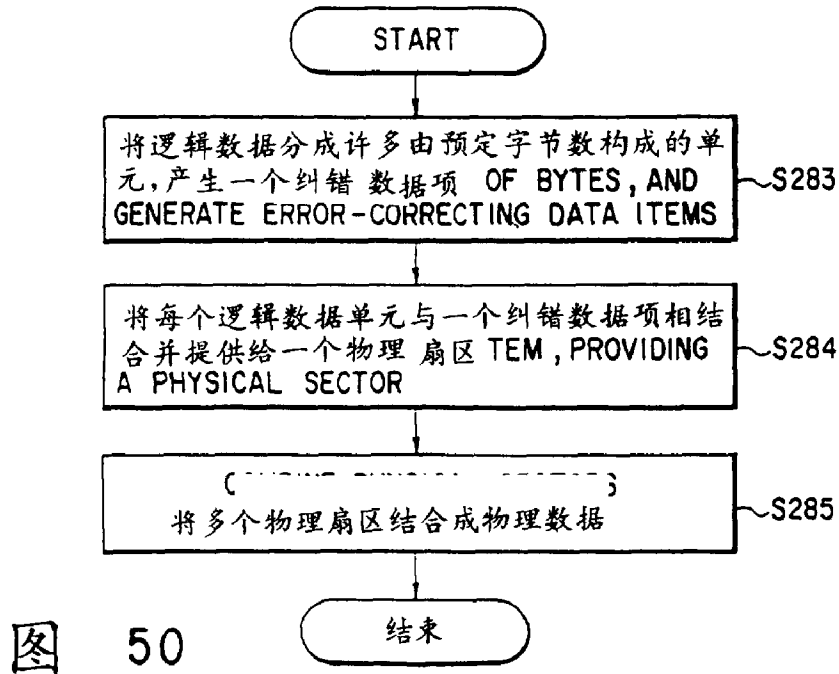 START
将逻辑数据分成许多由预定字节数构成的单
元,产生一个纠错数据项 OF BYTES, AND
GENERATE ERROR-CORRECTING DATA ITEMS
S283
将每个逻辑数据单元与一个纠错数据项相结
合并提供给一个物理扇区 TEM, PROVIDING
A PHYSICAL SECTOR
S284
将多个物理扇区结合成物理数据
S285
结束
图 50